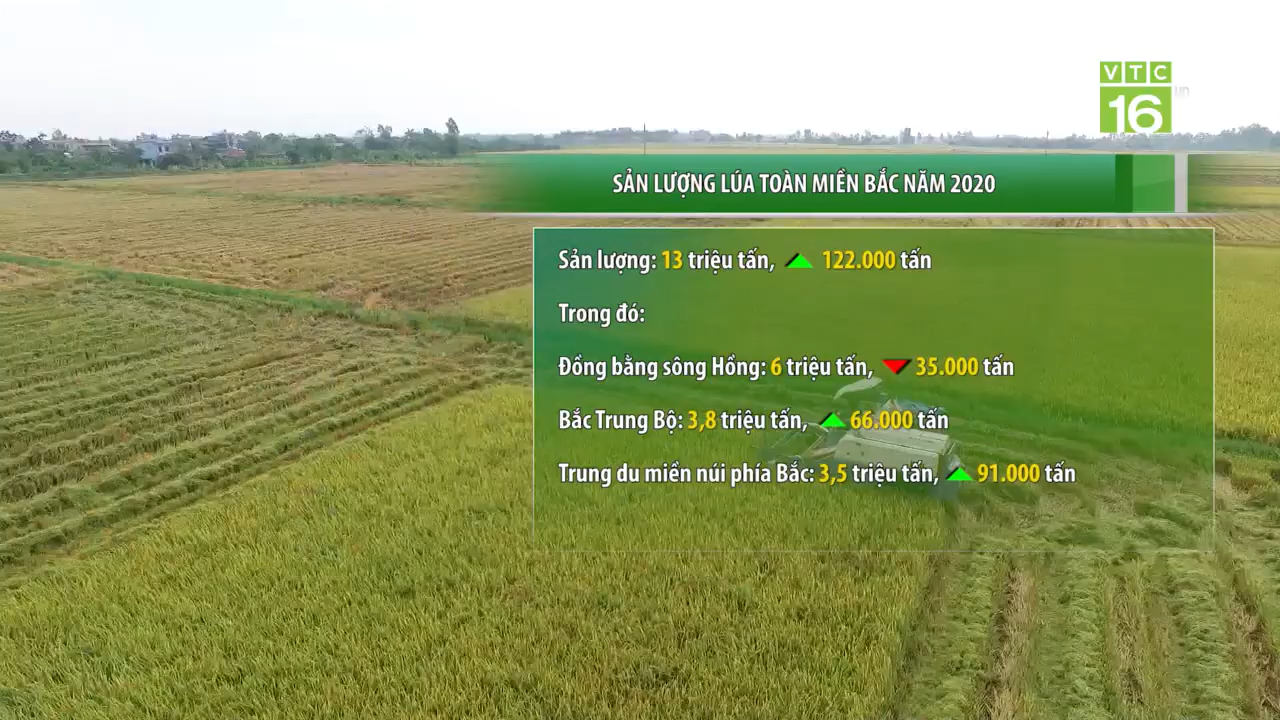 VTC
16
HD
SẢN LƯỢNG LÚA TOÀN MIỀN BẮC NĂM 2020
Sản lượng: 13 triệu tấn, 122.000 tấn
Trong đó:
Đồng bằng sông Hồng: 6 triệu tấn, 35.000 tấn
Bắc Trung Bộ: 3,8 triệu tấn, 66.000 tấn
Trung du miền núi phía Bắc: 3,5 triệu tấn, 91.000 tấn